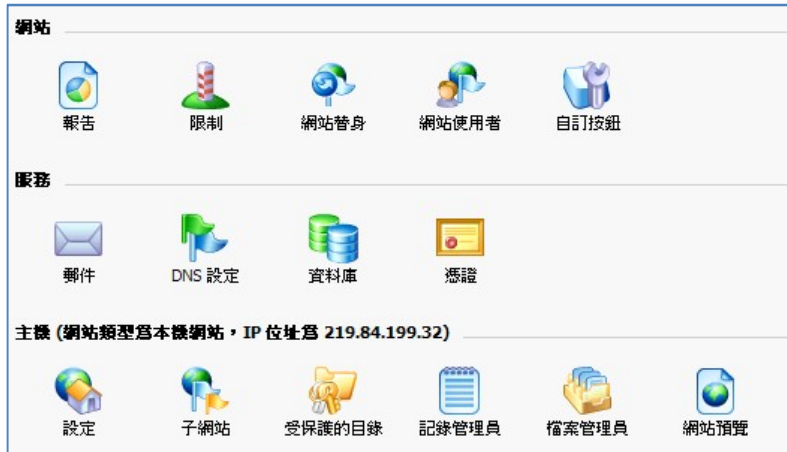 網站
報告 限制 網站替身 網站使用者 自訂按鈕
服務
郵件 DNS 設定 資料庫 憑證
主機 (網站類型為本機網站，IP 位址為 219.84.199.32)
設定 子網站 受保護的目錄 記錄管理員 檔案管理員 網站預覽